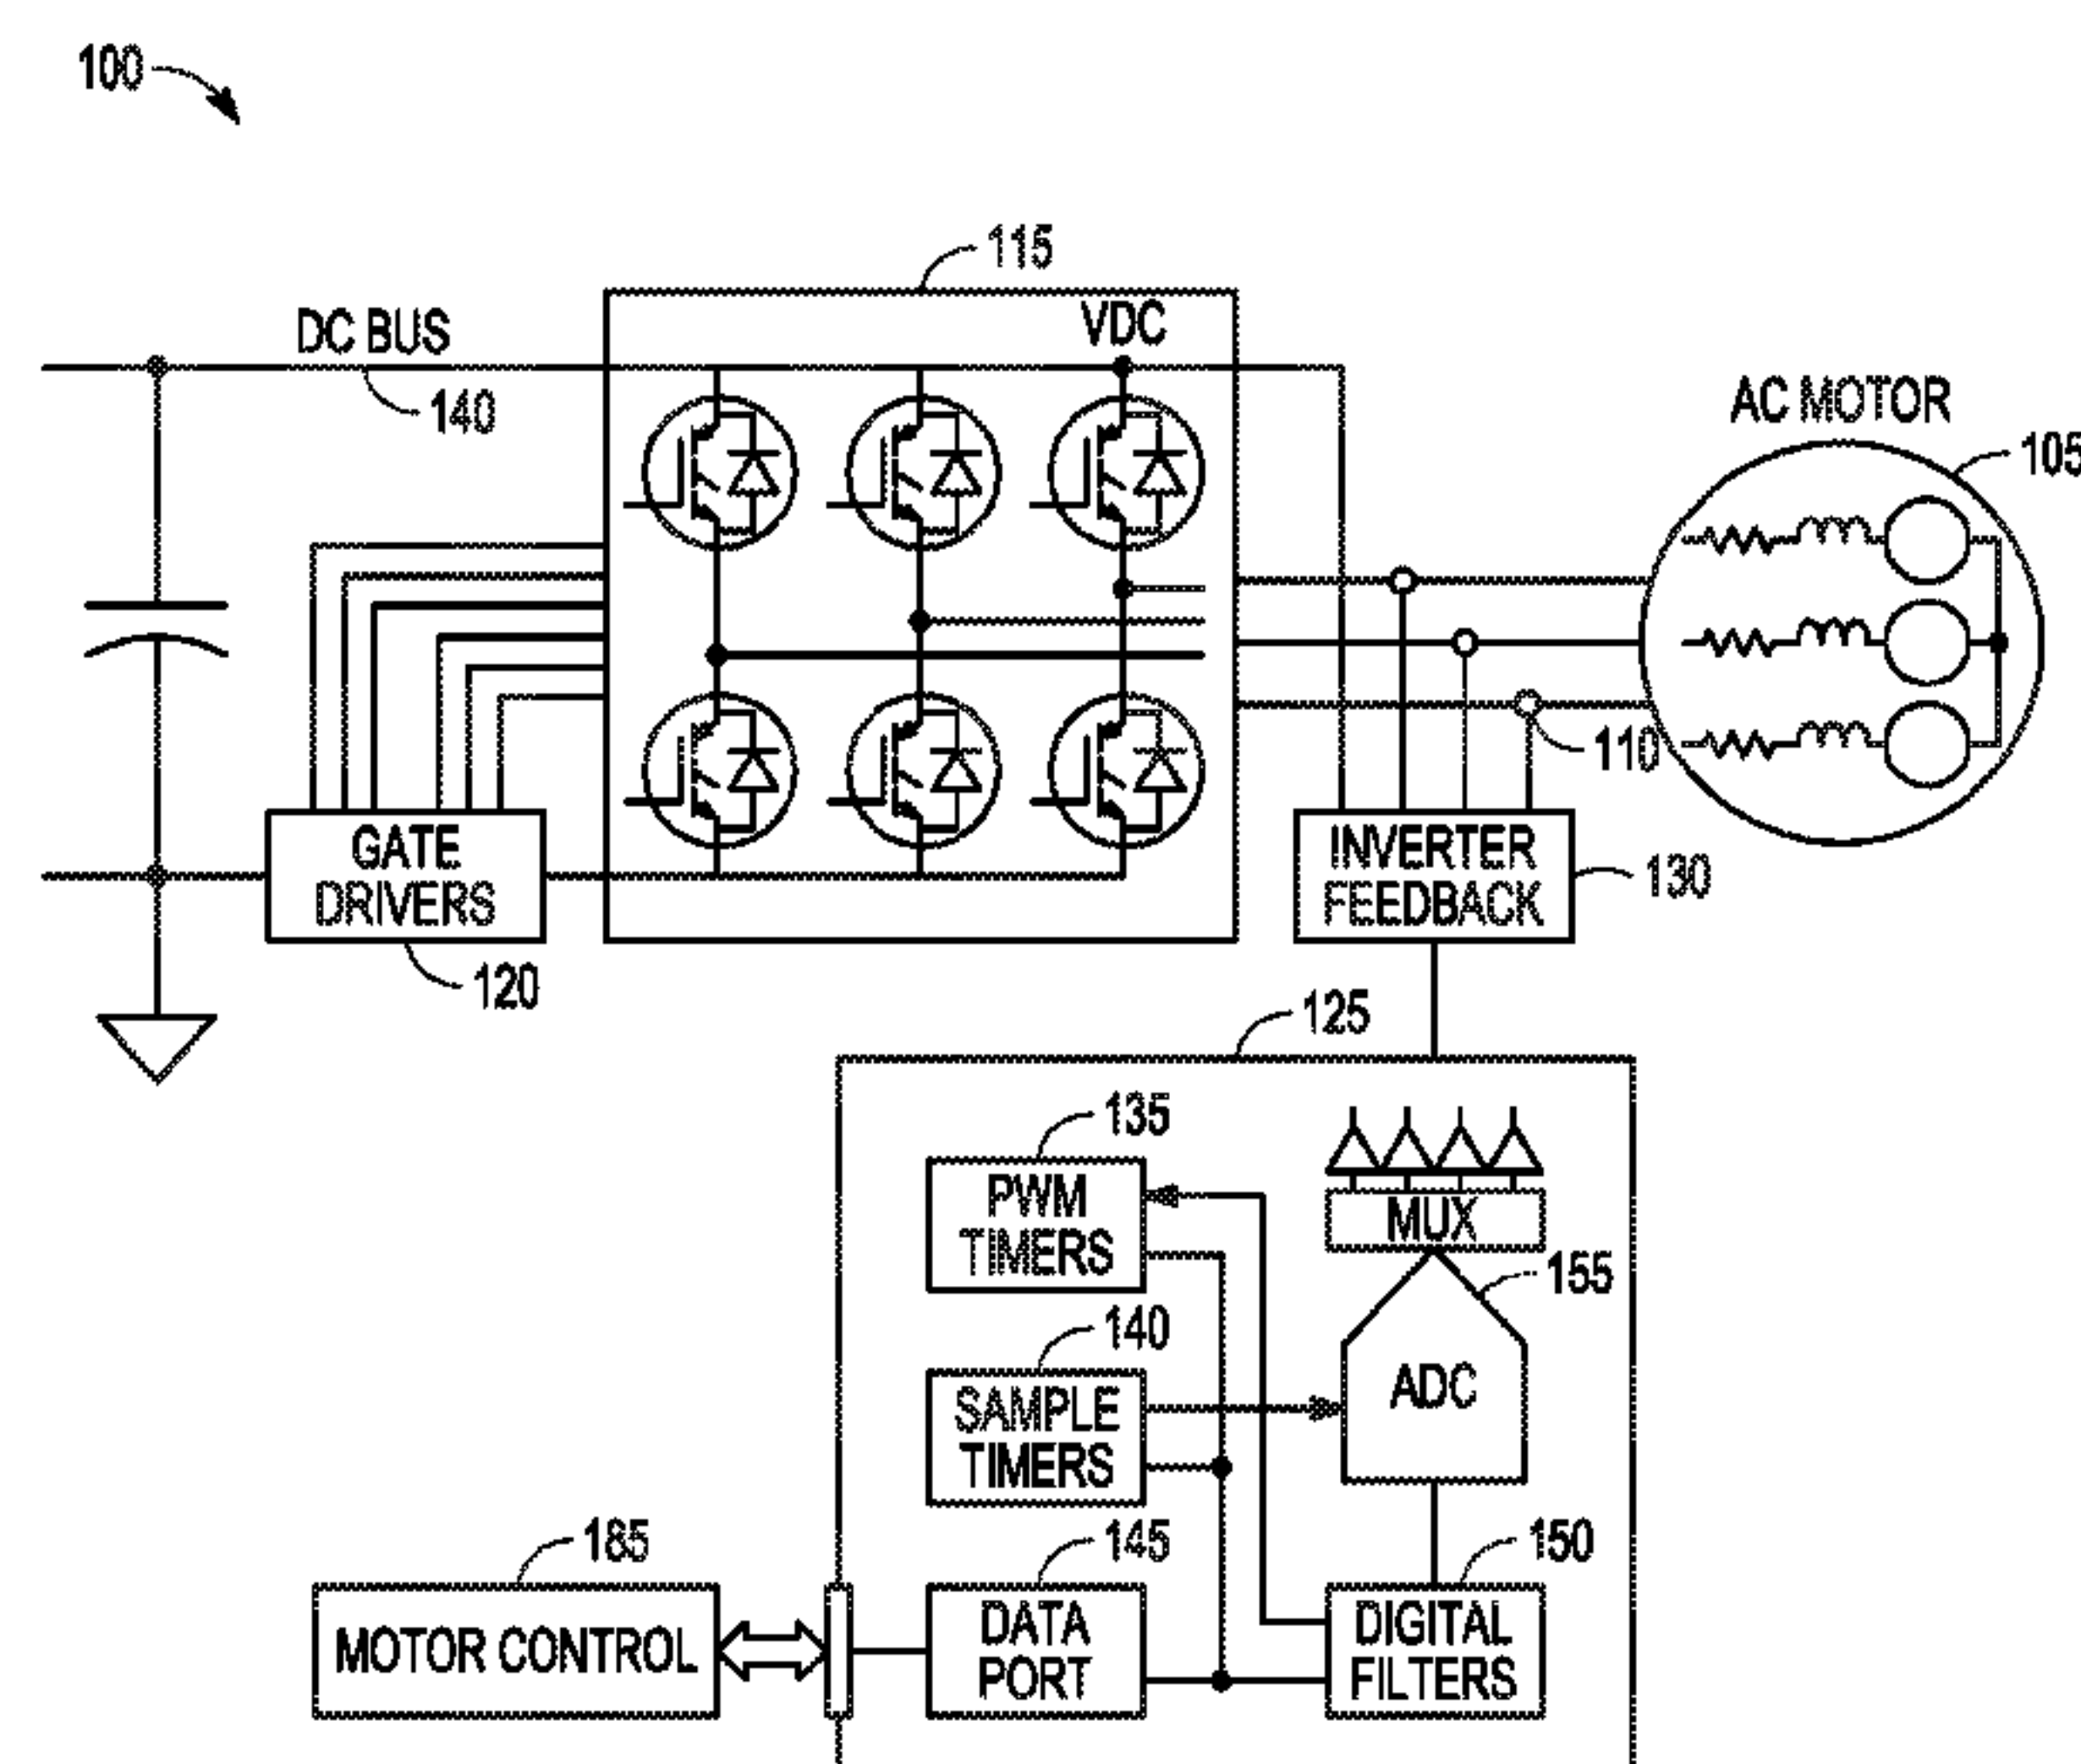 100
115
DC BUS
VDC
140
AC MOTOR
105
110
GATE
DRIVERS
INVERTER
FEEDBACK
130
120
125
135
PWM
TIMERS
MUX
155
140
SAMPLE
TIMERS
ADC
185
145
150
MOTOR CONTROL
DATA
PORT
DIGITAL
FILTERS